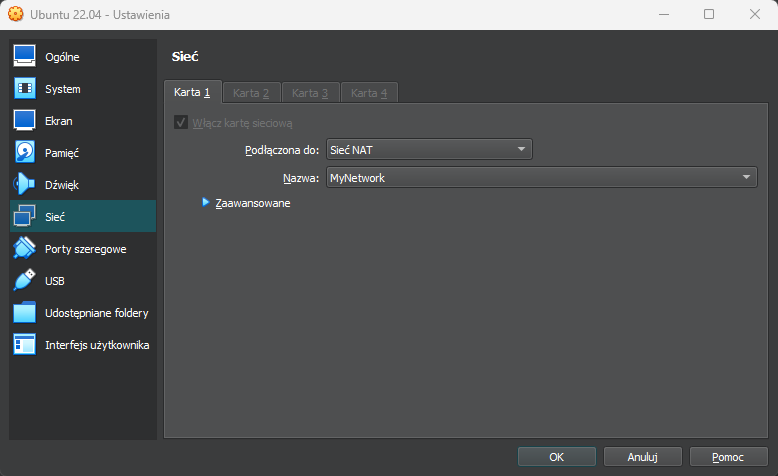 Ubuntu 22.04 - Ustawienia
Ogólne
System
Ekran
Pamięć
Dźwięk
Sieć
Porty szeregowe
USB
Udostępniane foldery
Interfejs użytkownika
Sieć
Karta 1
Karta 2
Karta 3
Karta 4
Włącz kartę sieciową
Podłączona do:
Sieć NAT
Nazwa:
MyNetwork
Zaawansowane
OK
Anuluj
Pomoc